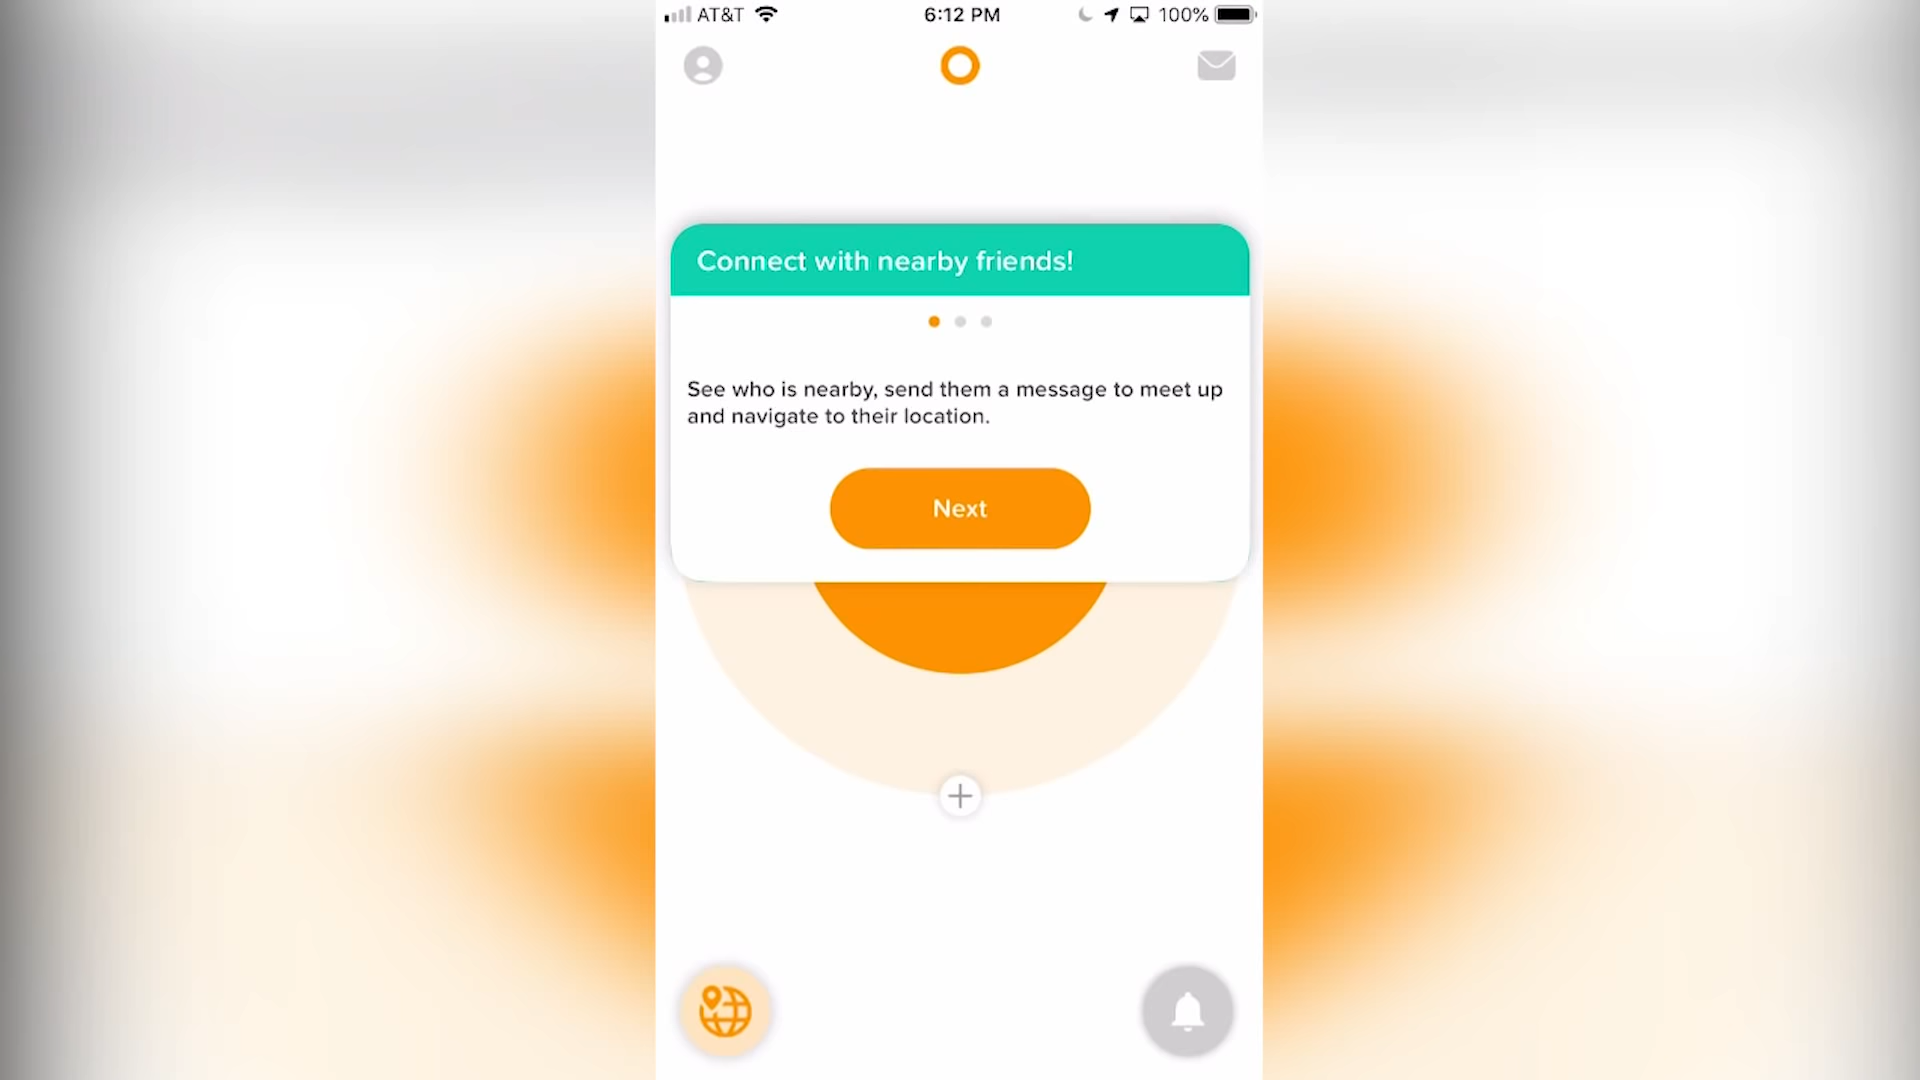 AT&T 6:12 PM 100%
Connect with nearby friends!
See who is nearby, send them a message to meet up
and navigate to their location.
Next